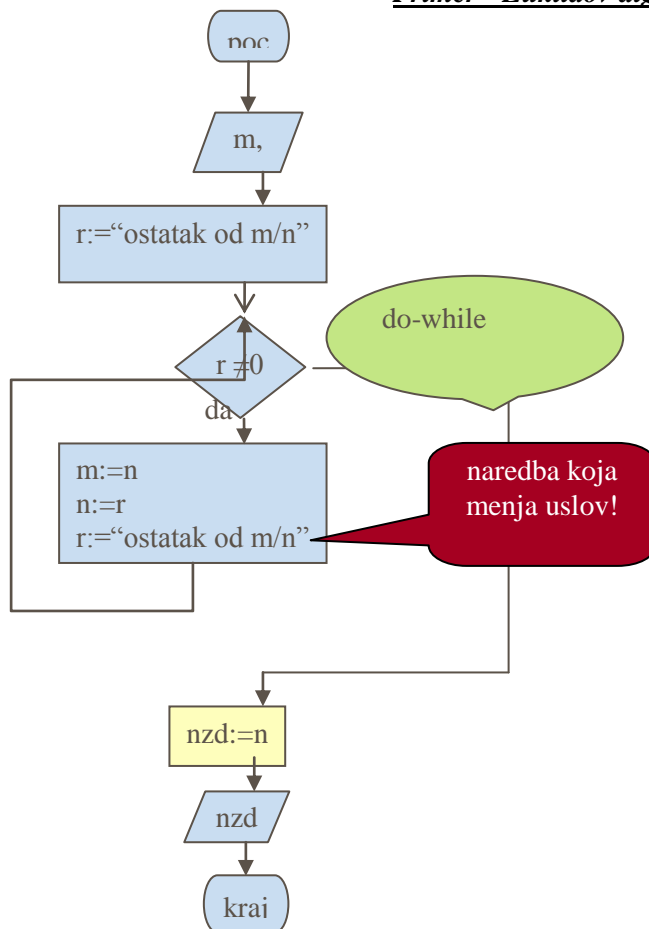 poc
m,
r:=“ostatak od m/n”
do-while
r ≠0
da
m:=n
n:=r
r:=“ostatak od m/n”
naredba koja
menja uslov!
nzd:=n
nzd
kraj